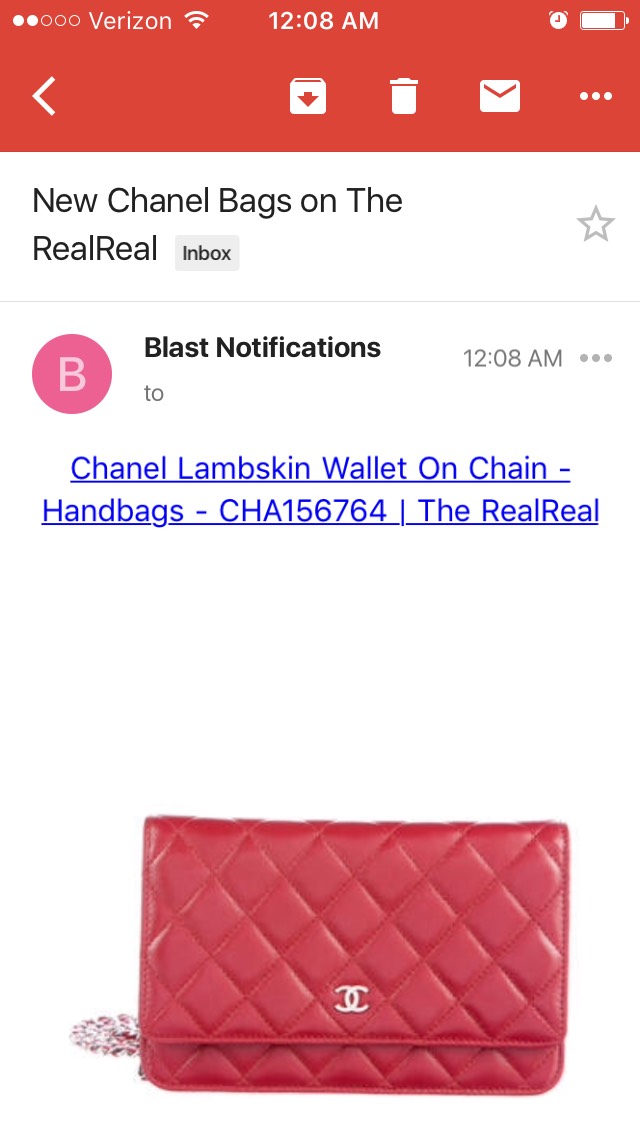 Verizon 12:08 AM
New Chanel Bags on The
RealReal Inbox
B
Blast Notifications
12:08 AM
to
Chanel Lambskin Wallet On Chain -
Handbags - CHA156764 | The RealReal